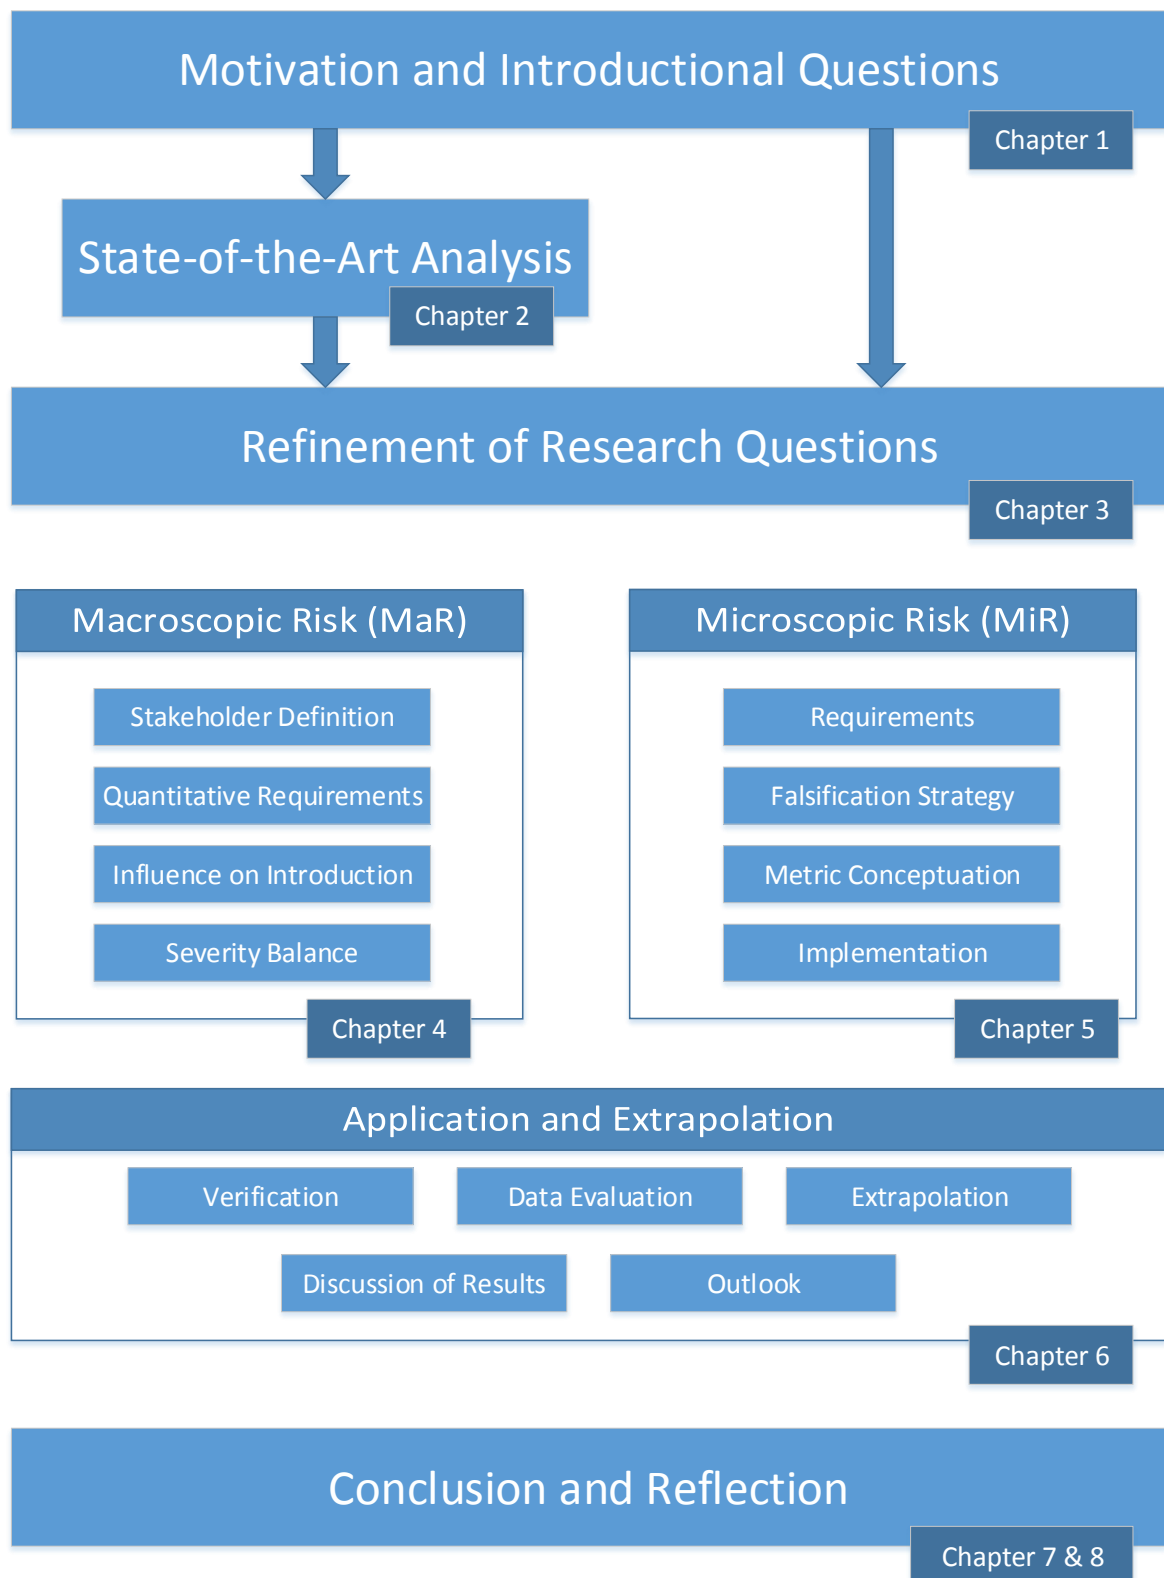 Motivation and Introductional Questions
Chapter 1
State-of-the-Art Analysis
Chapter 2
Refinement of Research Questions
Chapter 3
Macroscopic Risk (MaR)
Stakeholder Definition
Quantitative Requirements
Influence on Introduction
Severity Balance
Chapter 4
Microscopic Risk (MiR)
Requirements
Falsification Strategy
Metric Conceptuation
Implementation
Chapter 5
Application and Extrapolation
Verification
Data Evaluation
Extrapolation
Discussion of Results
Outlook
Chapter 6
Conclusion and Reflection
Chapter 7 & 8